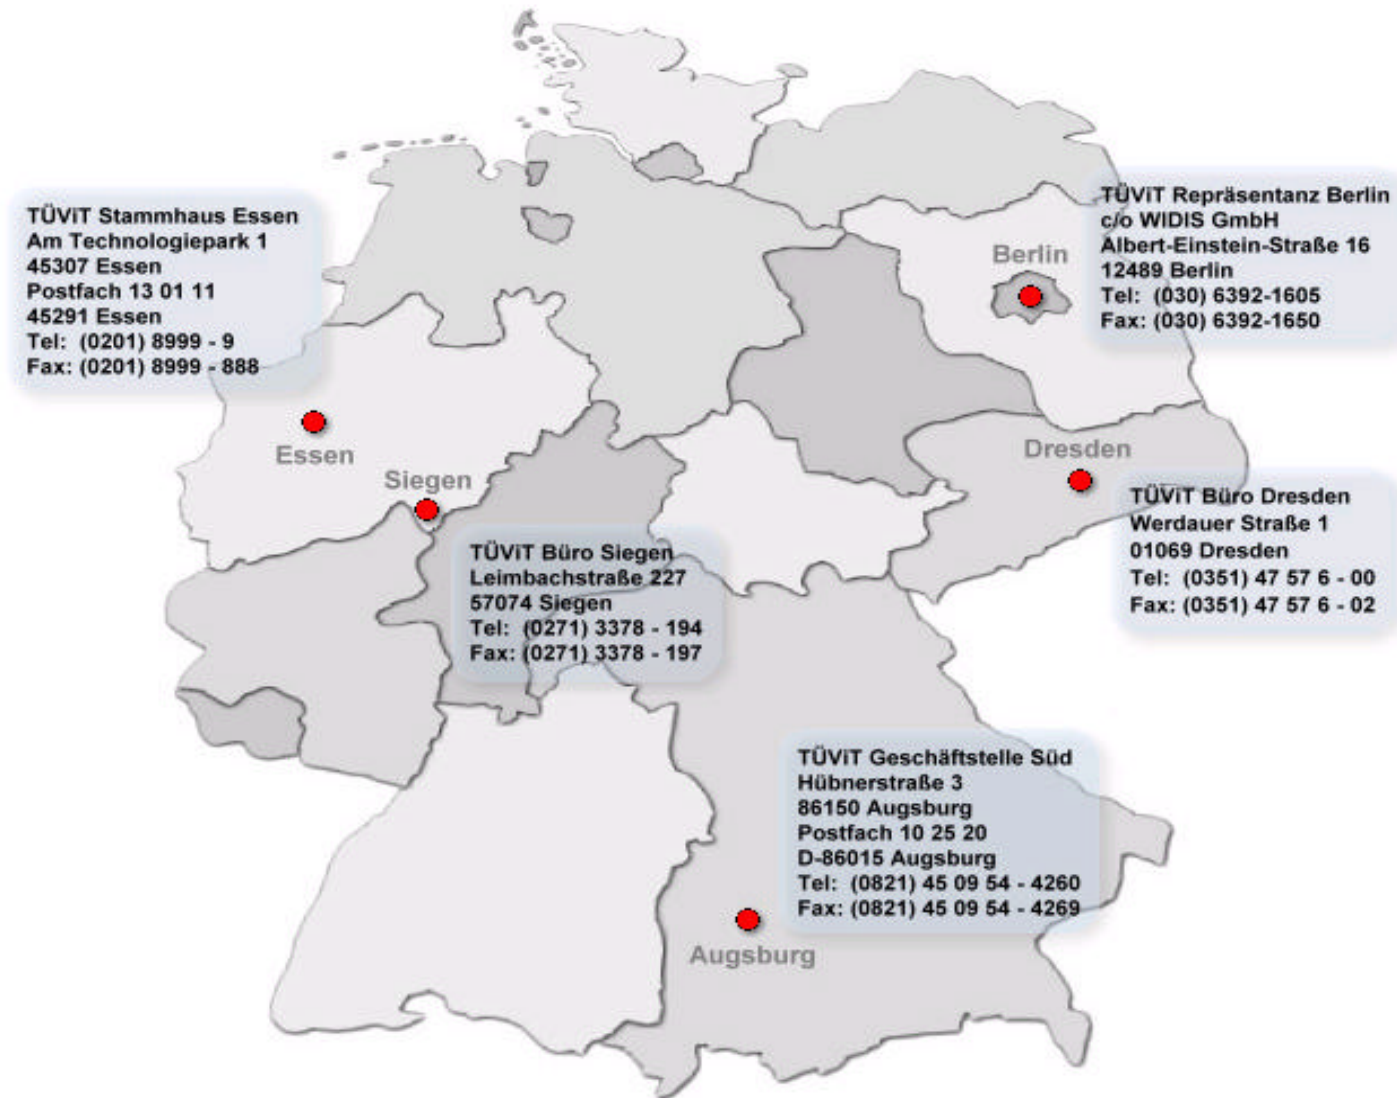 TÜViT Stammhaus Essen
Am Technologiepark 1
45307 Essen
Postfach 13 01 11
45291 Essen
Tel: (0201) 8999 - 9
Fax: (0201) 8999 - 888
TÜViT Repräsentanz Berlin
c/o WIDIS GmbH
Albert-Einstein-Straße 16
12489 Berlin
Tel: (030) 6392-1605
Fax: (030) 6392-1650
Berlin
Essen
Siegen
Dresden
TÜViT Büro Dresden
Werdauer Straße 1
01069 Dresden
Tel: (0351) 47 57 6 - 00
Fax: (0351) 47 57 6 - 02
TÜViT Büro Siegen
Leimbachstraße 227
57074 Siegen
Tel: (0271) 3378 - 194
Fax: (0271) 3378 - 197
TÜViT Geschäftstelle Süd
Hübnerstraße 3
86150 Augsburg
Postfach 10 25 20
D-86015 Augsburg
Tel: (0821) 45 09 54 - 4260
Fax: (0821) 45 09 54 - 4269
Augsburg